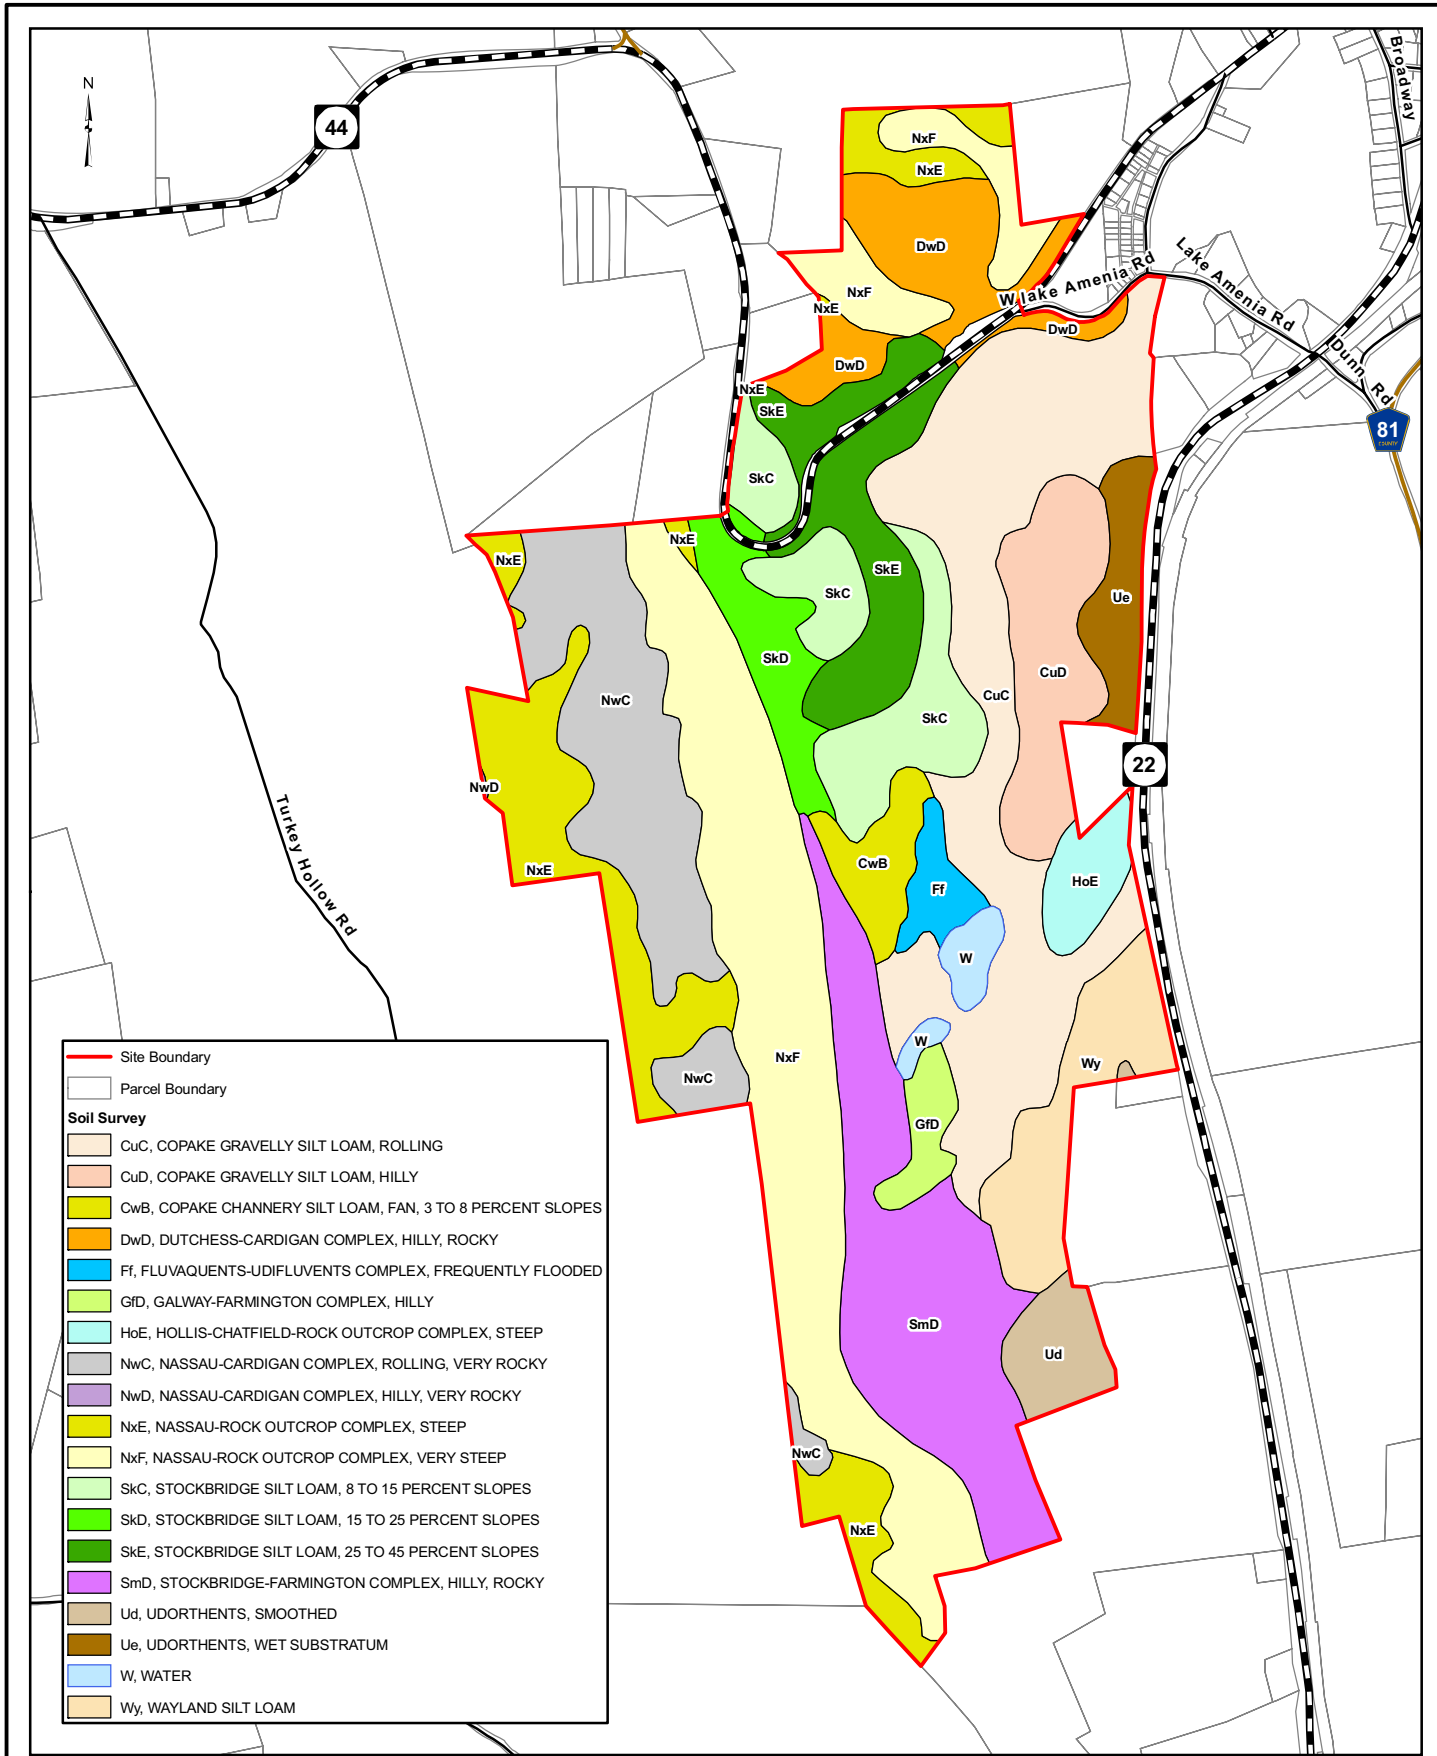 N
44
Broadway
NxF
NxE
DwD
W lake Amenia Rd
Lake Amenia Rd
NxF
NxE
DwD
Dunn Rd
DwD
NxE
SkE
81
COUNTY
SkC
NxE
NxE
SkE
SkC
Ue
SkD
CuD
CuC
NwC
SkC
22
NwD
Turkey Hollow Rd
CwB
NxE
HoE
Ff
W
W
NxF
Wy
NwC
GfD
SmD
Ud
NwC
NxE
Site Boundary
Parcel Boundary
Soil Survey
CuC, COPAKE GRAVELLY SILT LOAM, ROLLING
CuD, COPAKE GRAVELLY SILT LOAM, HILLY
CwB, COPAKE CHANNERY SILT LOAM, FAN, 3 TO 8 PERCENT SLOPES
DwD, DUTCHESS-CARDIGAN COMPLEX, HILLY, ROCKY
Ff, FLUVAQUENTS-UDIFLUVENTS COMPLEX, FREQUENTLY FLOODED
GfD, GALWAY-FARMINGTON COMPLEX, HILLY
HoE, HOLLIS-CHATFIELD-ROCK OUTCROP COMPLEX, STEEP
NwC, NASSAU-CARDIGAN COMPLEX, ROLLING, VERY ROCKY
NwD, NASSAU-CARDIGAN COMPLEX, HILLY, VERY ROCKY
NxE, NASSAU-ROCK OUTCROP COMPLEX, STEEP
NxF, NASSAU-ROCK OUTCROP COMPLEX, VERY STEEP
SkC, STOCKBRIDGE SILT LOAM, 8 TO 15 PERCENT SLOPES
SkD, STOCKBRIDGE SILT LOAM, 15 TO 25 PERCENT SLOPES
SkE, STOCKBRIDGE SILT LOAM, 25 TO 45 PERCENT SLOPES
SmD, STOCKBRIDGE-FARMINGTON COMPLEX, HILLY, ROCKY
Ud, UDORTHENTS, SMOOTHED
Ue, UDORTHENTS, WET SUBSTRATUM
W, WATER
Wy, WAYLAND SILT LOAM